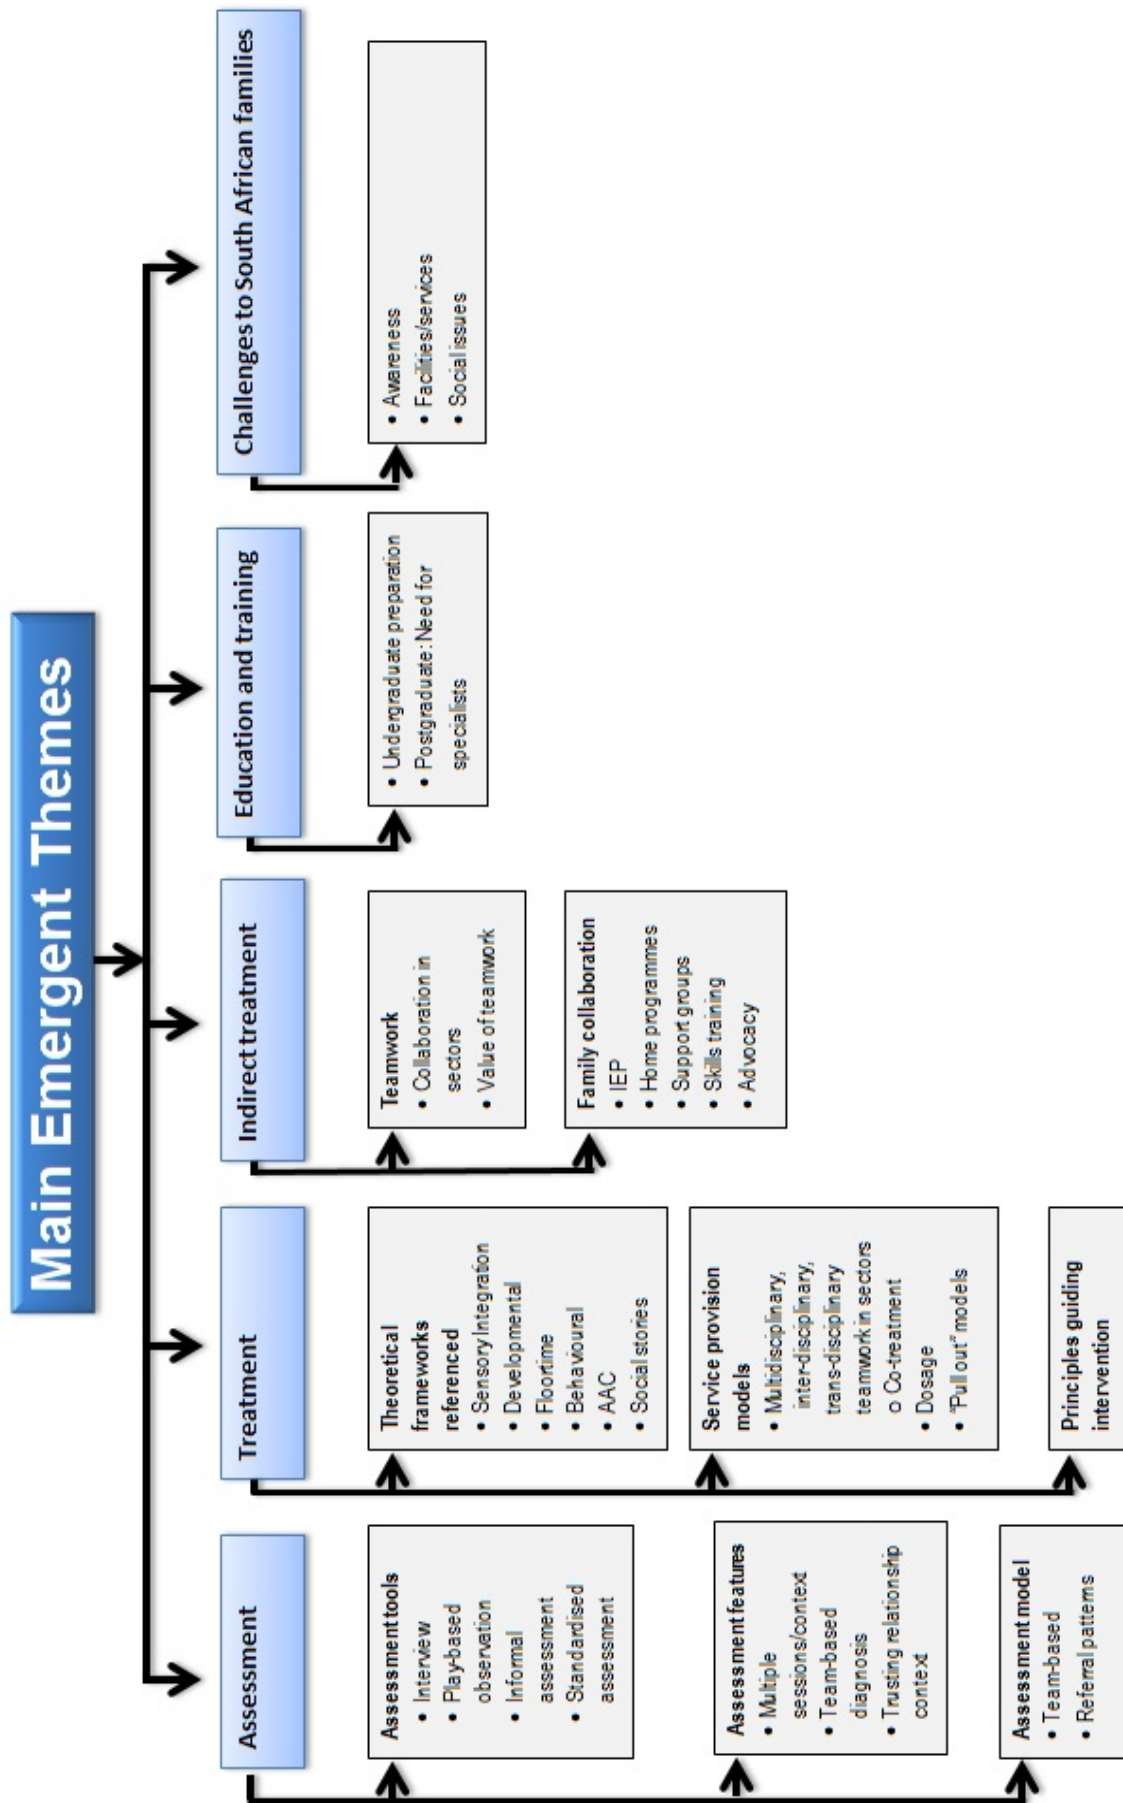 Main Emergent Themes
Assessment
Assessment tools
• Interview
• Play-based
observation
• Informal
assessment
• Standardised
assessment
Assessment features
• Multiple
sessions/context
• Team-based
diagnosis
• Trusting relationship
context
Assessment model
• Team-based
• Referral patterns
Treatment
Theoretical
frameworks
referenced
• Sensory Integration
• Developmental
• Floortime
• Behavioural
• AAC
• Social stories
Service provision
models
• Multidisciplinary,
inter-disciplinary,
trans-disciplinary
teamwork in sectors
o Co-treatment
• Dosage
• “Pull out” models
Principles guiding
intervention
Indirect treatment
Teamwork
• Collaboration in
sectors
• Value of teamwork
Family collaboration
• IEP
• Home programmes
• Support groups
• Skills training
• Advocacy
Education and training
• Undergraduate preparation
• Postgraduate: Need for
specialists
Challenges to South African families
• Awareness
• Facilities/services
• Social issues